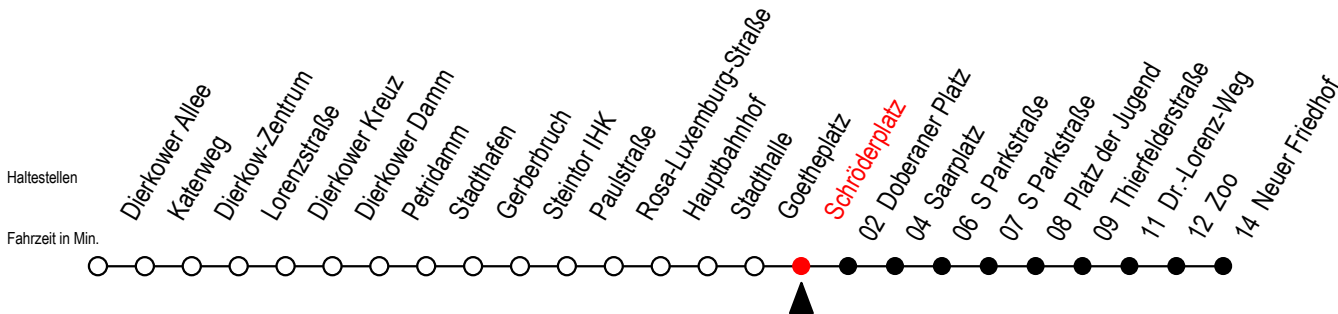 Haltestellen
Fahrzeit in Min.
Dierkower Allee
Katerweg
Dierkow-Zentrum
Lorenzstraße
Dierkower Kreuz
Dierkower Damm
Petridamm
Stadthafen
Gerberbruch
Steintor IHK
Paulstraße
Rosa-Luxemburg-Straße
Hauptbahnhof
Stadthalle
Goetheplatz
Schröderplatz
02 Doberaner Platz
04 Saarplatz
06 S Parkstraße
07 S Parkstraße
08 Platz der Jugend
09 Thierfelderstraße
11 Dr.-Lorenz-Weg
12 Zoo
14 Neuer Friedhof